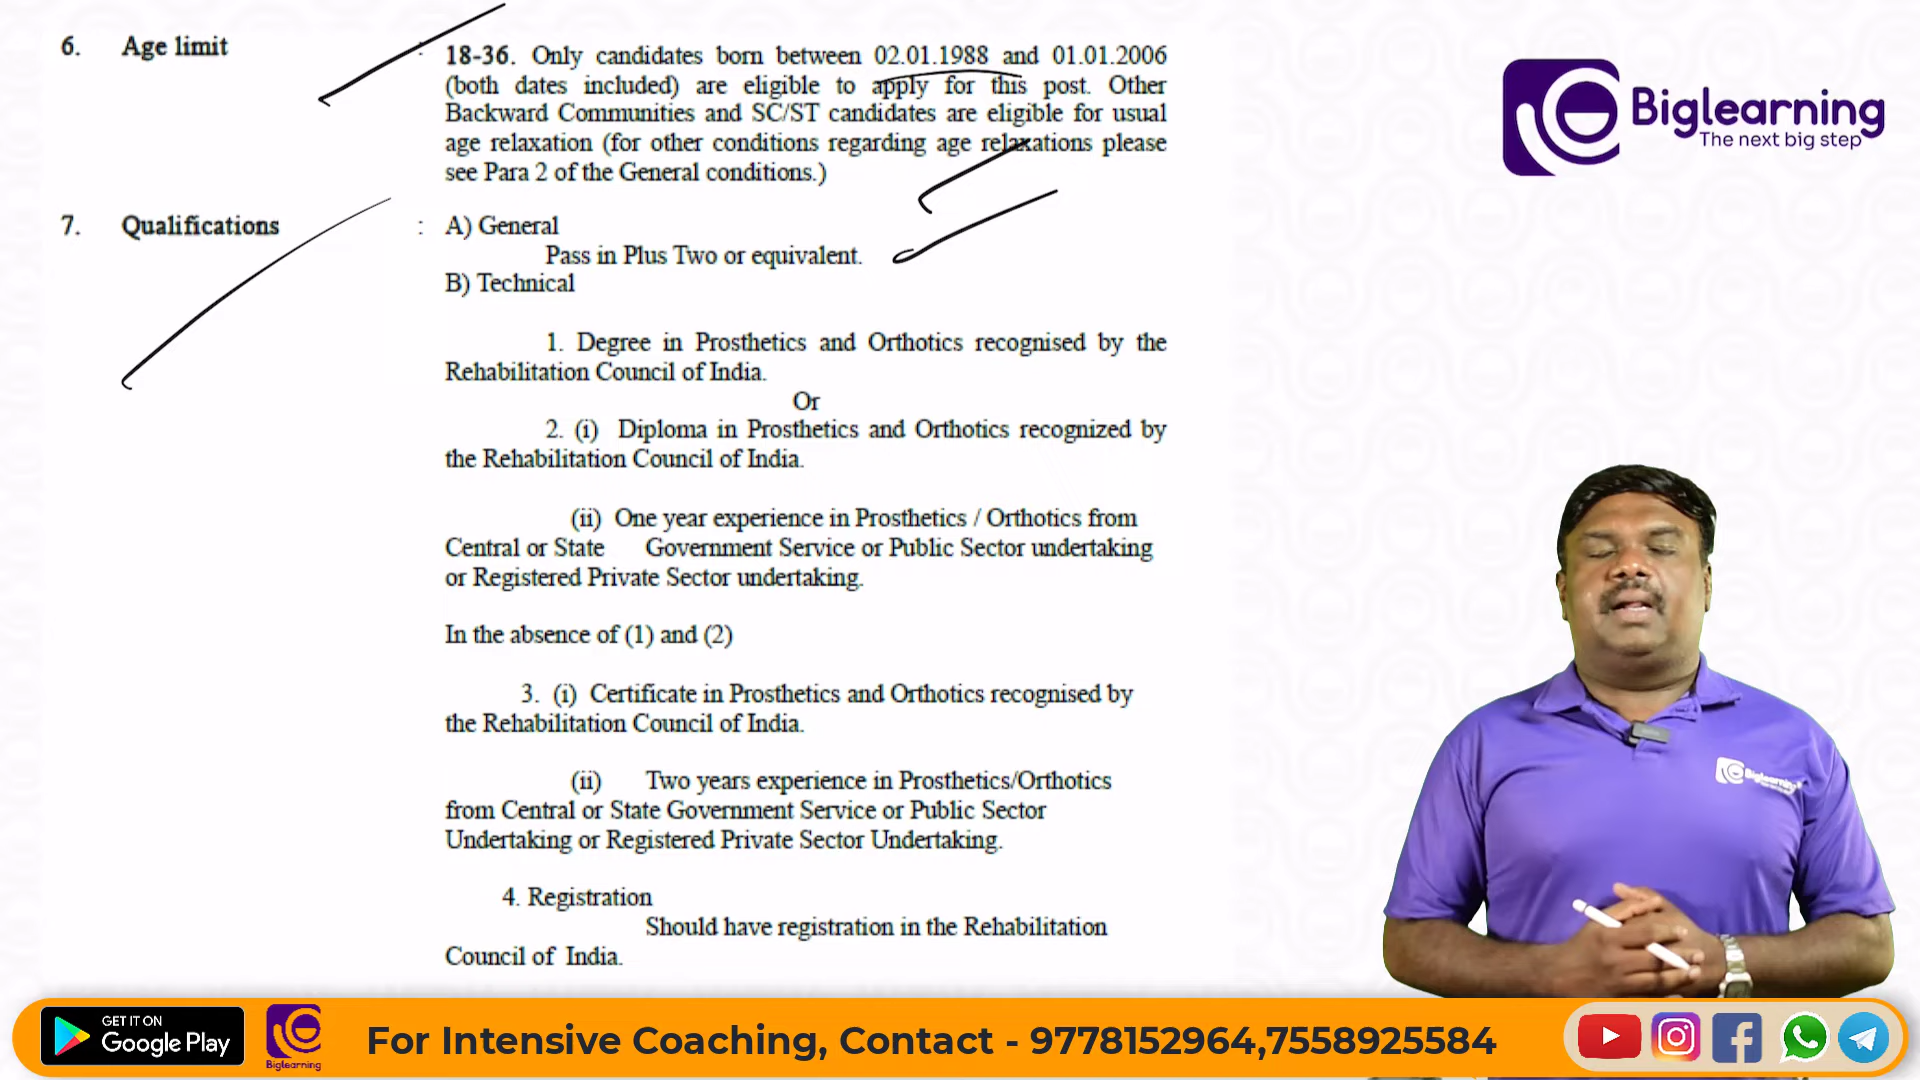 6. Age limit : 18-36. Only candidates born between 02.01.1988 and 01.01.2006
(both dates included) are eligible to apply for this post. Other
Backward Communities and SC/ST candidates are eligible for usual
age relaxation (for other conditions regarding age relaxations please
see Para 2 of the General conditions.)
7. Qualifications : A) General
Pass in Plus Two or equivalent.
B) Technical
1. Degree in Prosthetics and Orthotics recognised by the
Rehabilitation Council of India.
Or
2. (i) Diploma in Prosthetics and Orthotics recognized by
the Rehabilitation Council of India.
(ii) One year experience in Prosthetics / Orthotics from
Central or State Government Service or Public Sector undertaking
or Registered Private Sector undertaking.
In the absence of (1) and (2)
3. (i) Certificate in Prosthetics and Orthotics recognised by
the Rehabilitation Council of India.
(ii) Two years experience in Prosthetics/Orthotics
from Central or State Government Service or Public Sector
Undertaking or Registered Private Sector Undertaking.
4. Registration
Should have registration in the Rehabilitation
Council of India.
Biglearning
The next big step
Biglearning
GET IT ON
Google Play
Biglearning
For Intensive Coaching, Contact - 9778152964,7558925584